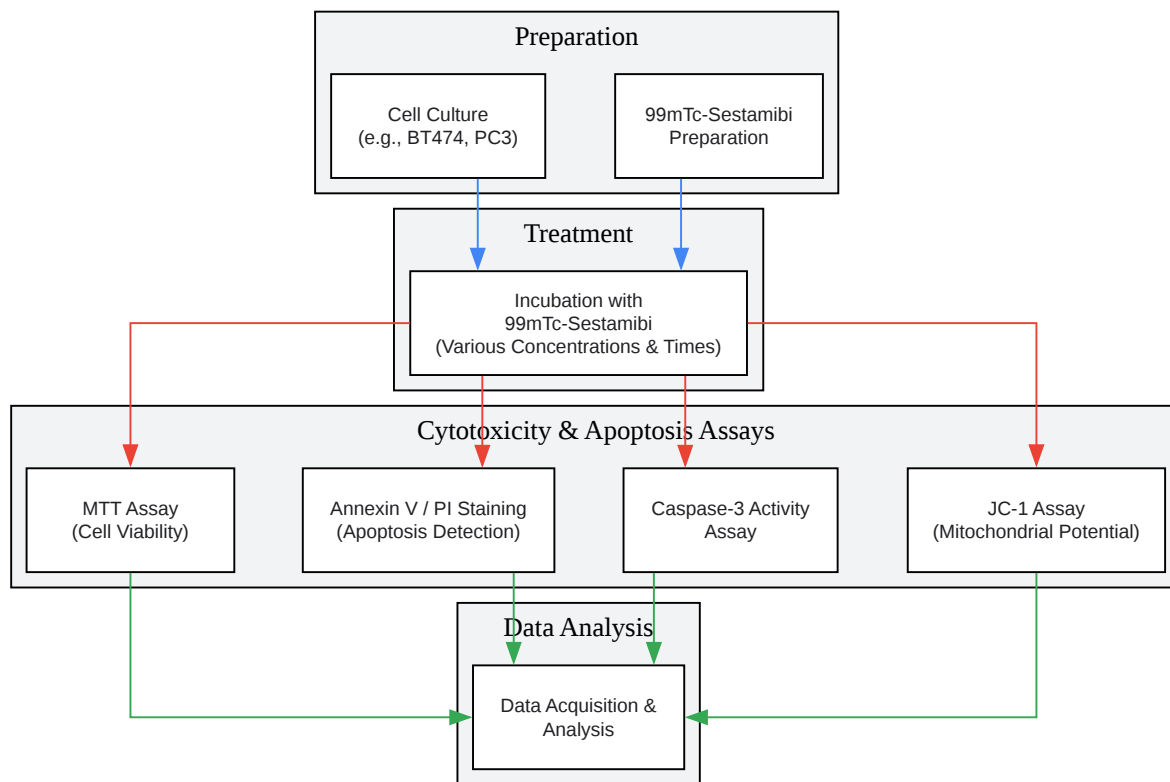 Preparation
Cell Culture
(e.g., BT474, PC3)
99mTc-Sestamibi
Preparation
Treatment
Incubation with
99mTc-Sestamibi
(Various Concentrations & Times)
Cytotoxicity & Apoptosis Assays
MTT Assay
(Cell Viability)
Annexin V / PI Staining
(Apoptosis Detection)
Caspase-3 Activity
Assay
JC-1 Assay
(Mitochondrial Potential)
Data Analysis
Data Acquisition &
Analysis